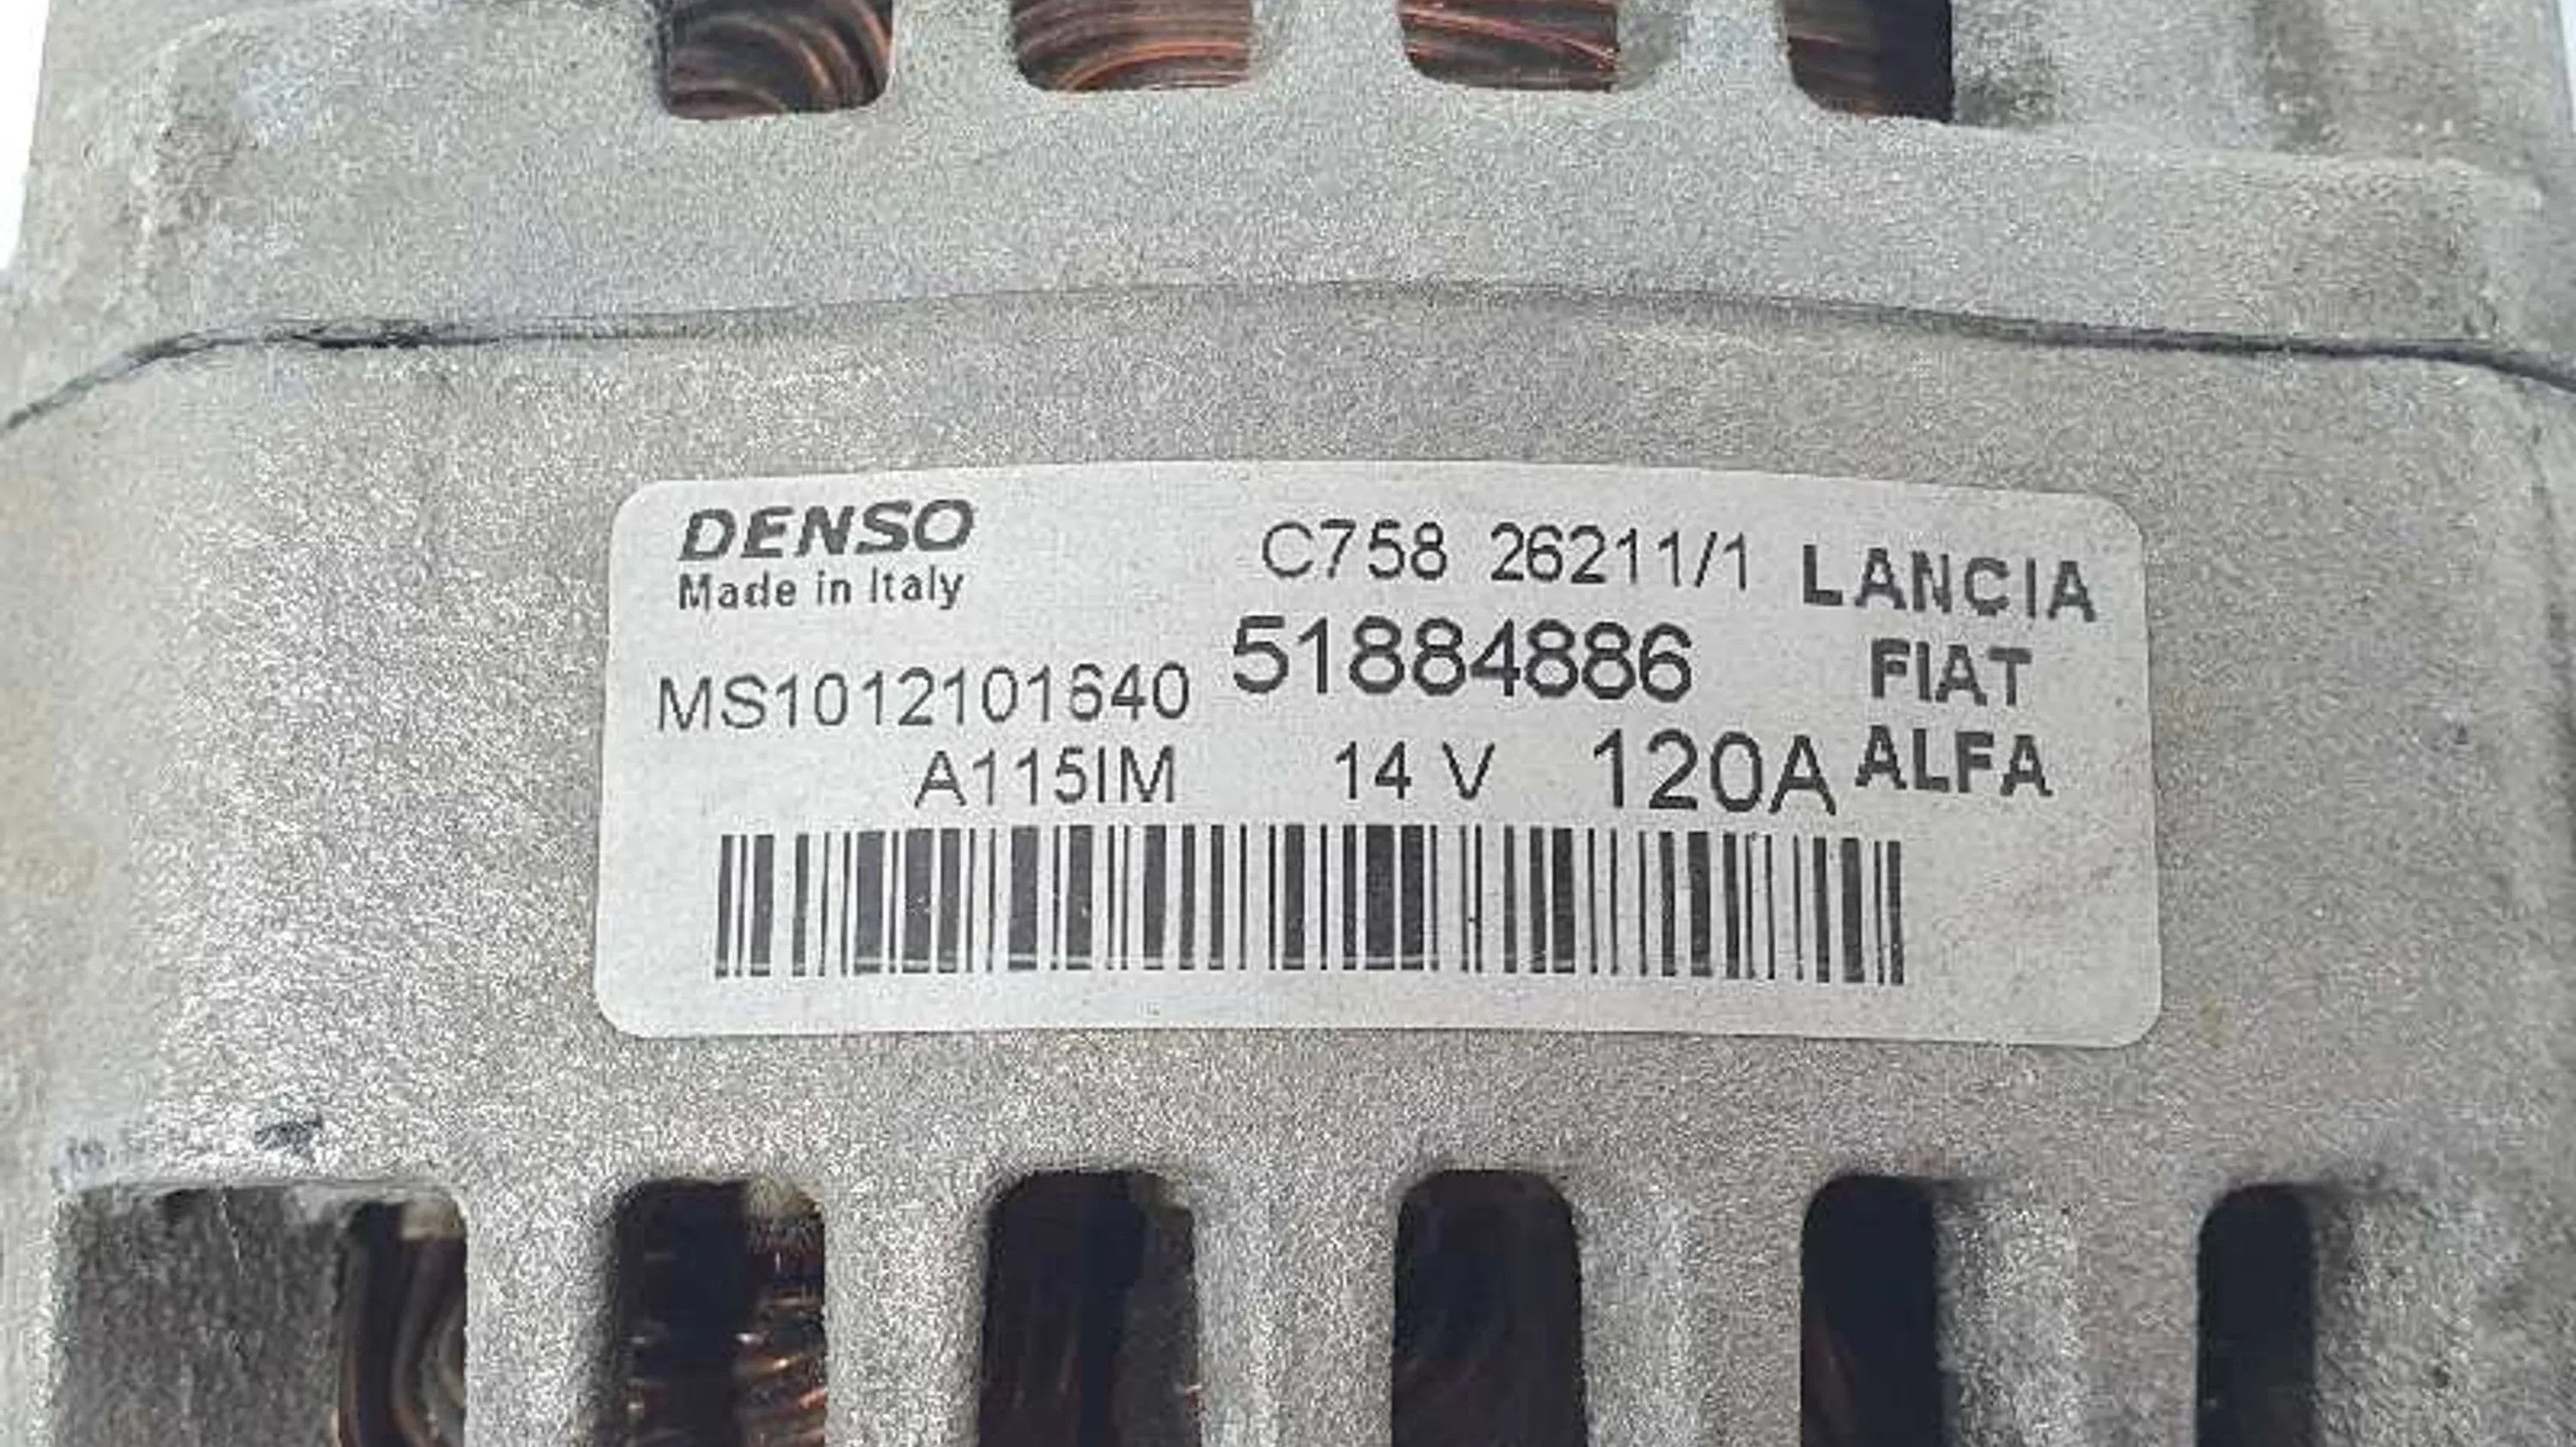 DENSO
Made in Italy
C758 26211/1
LANCIA
MS1012101640
51884886
FIAT
A115IM 14 V 120A
ALFA